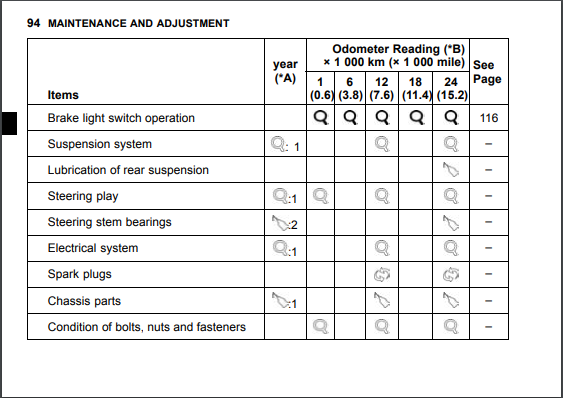 94 MAINTENANCE AND ADJUSTMENT
Items
year
(*A)
Odometer Reading (*B)
× 1 000 km (× 1 000 mile)
See
Page
1 6 12 18 24
(0.6) (3.8) (7.6) (11.4) (15.2)
Brake light switch operation 116
Suspension system : 1 –
Lubrication of rear suspension –
Steering play :1 –
Steering stem bearings :2 –
Electrical system :1 –
Spark plugs –
Chassis parts :1 –
Condition of bolts, nuts and fasteners –